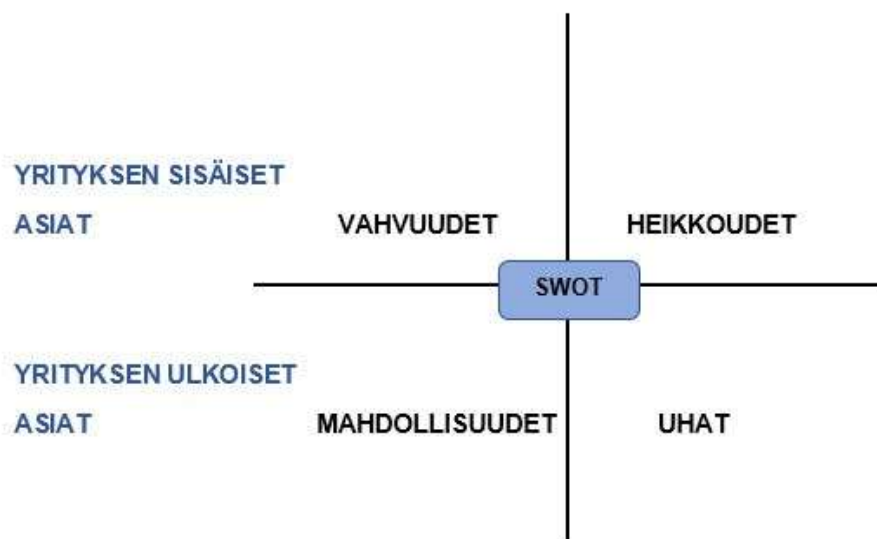 YRITYKSEN SISÄISET
ASIAT
VAHVUUDET
HEIKKOUDET
SWOT
YRITYKSEN ULKOISET
ASIAT
MAHDOLLISUUDET
UHAT